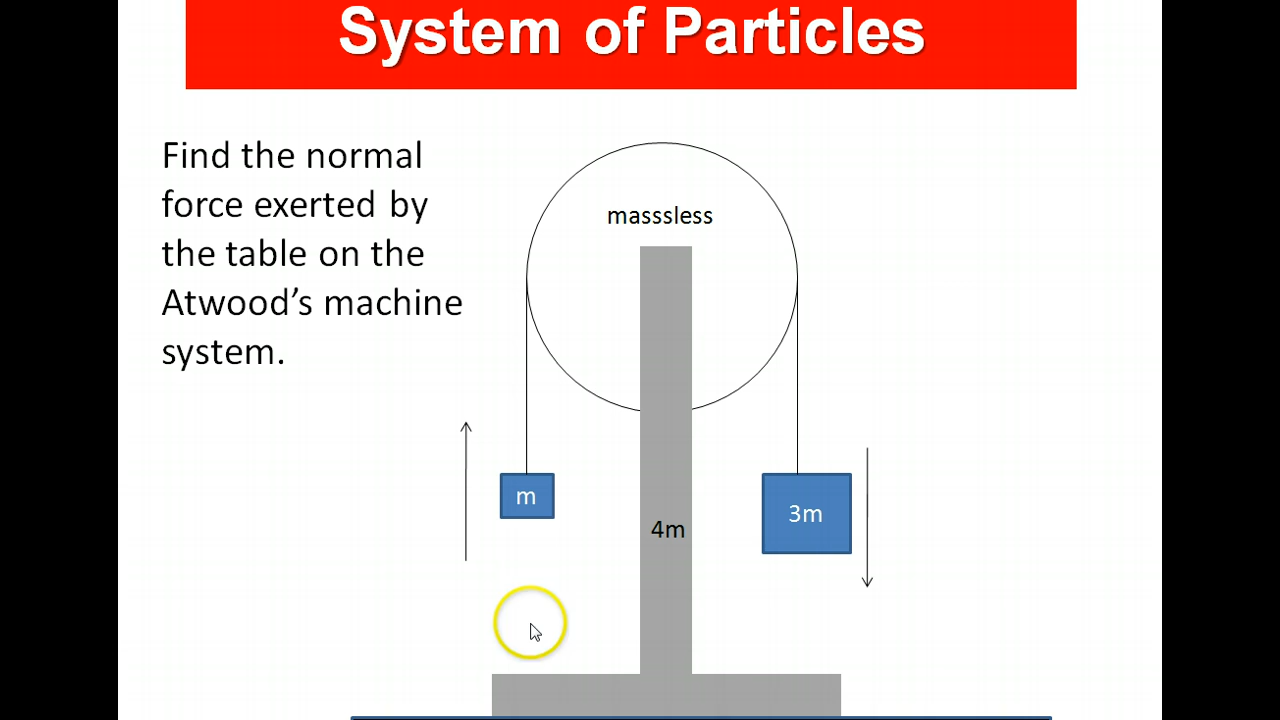 System of Particles
Find the normal
force exerted by
the table on the
Atwood’s machine
system.
masssless
m
3m
4m